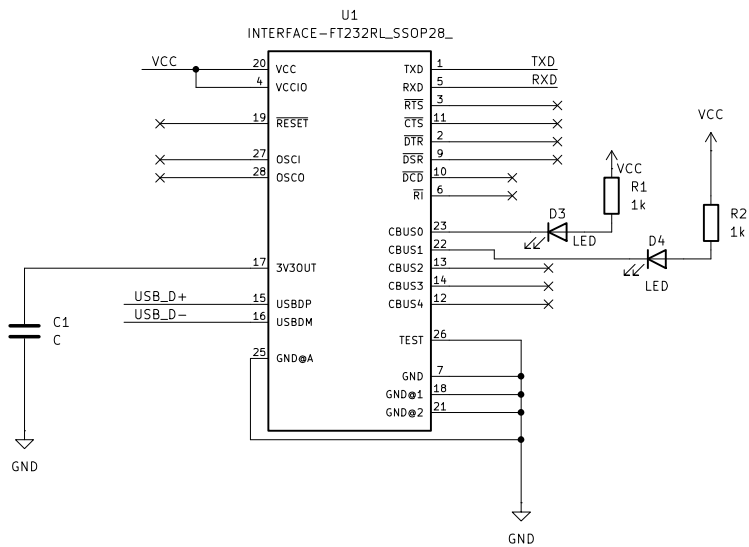 U1
INTERFACE-FT232RL_SSOP28_
VCC 20 VCC TXD 1 TXD
4 VCCIO RXD 5 RXD
RTS 3
19 RESET CTS 11
DTR 2
VCC
27 OSCI DSR 9
28 OSCO DCD 10
VCC
RI 6
R1
1k
R2
1k
D3
CBUS0 23
LED
CBUS1 22
D4
17 3V3OUT CBUS2 13
CBUS3 14
LED
USB_D+ 15 USBDP CBUS4 12
USB_D- 16 USBDM
C1
C
TEST 26
25 GND@A
GND 7
GND@1 18
GND@2 21
GND
GND